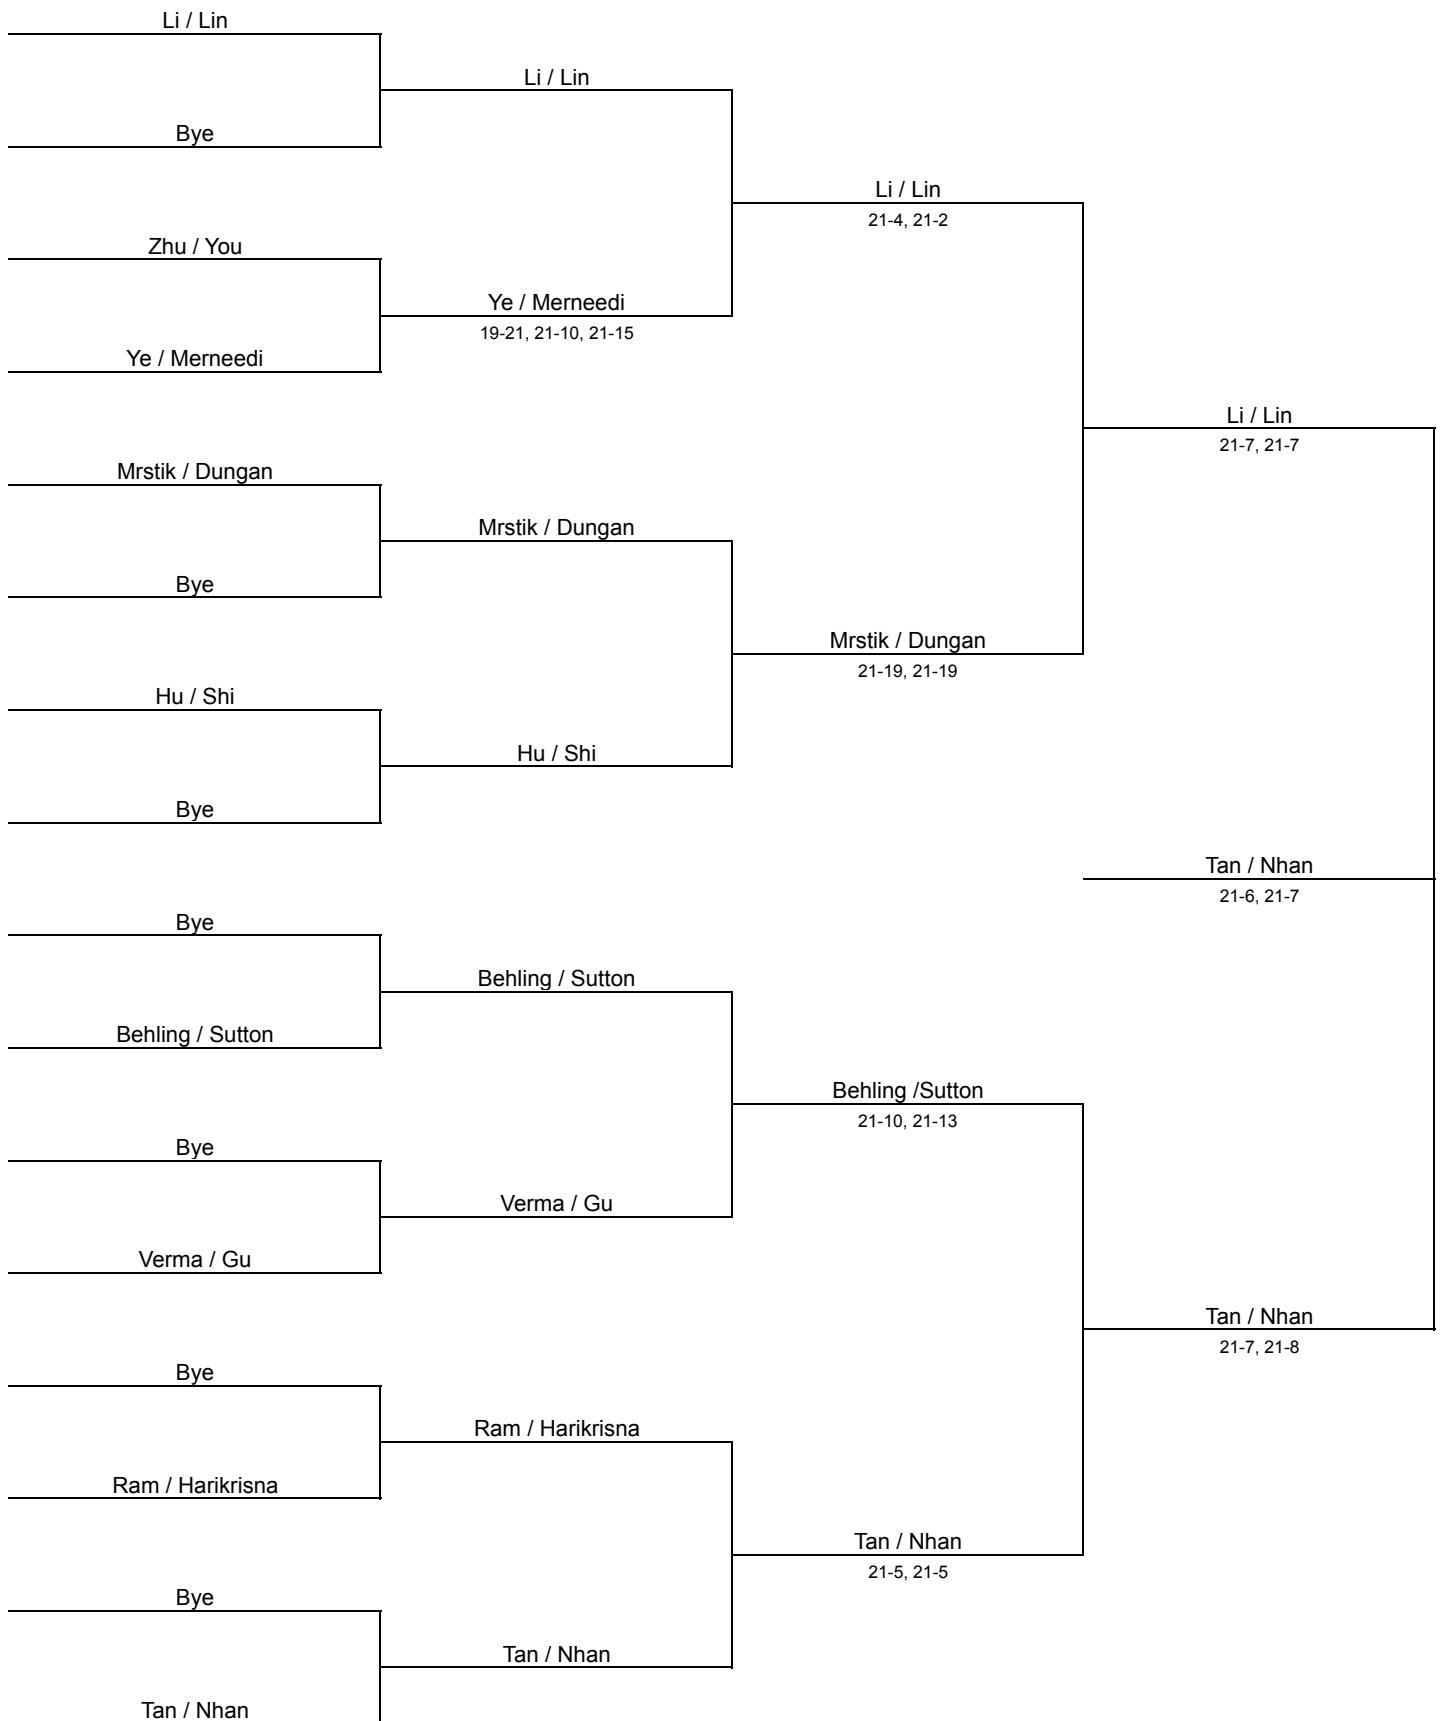 Li / Lin
Li / Lin
Bye
Li / Lin
21-4, 21-2
Zhu / You
Ye / Merneedi
19-21, 21-10, 21-15
Ye / Merneedi
Li / Lin
21-7, 21-7
Mrstik / Dungan
Mrstik / Dungan
Bye
Mrstik / Dungan
21-19, 21-19
Hu / Shi
Hu / Shi
Bye
Tan / Nhan
21-6, 21-7
Bye
Behling / Sutton
Behling / Sutton
Behling /Sutton
21-10, 21-13
Bye
Verma / Gu
Verma / Gu
Tan / Nhan
21-7, 21-8
Bye
Ram / Harikrisna
Ram / Harikrisna
Tan / Nhan
21-5, 21-5
Bye
Tan / Nhan
Tan / Nhan